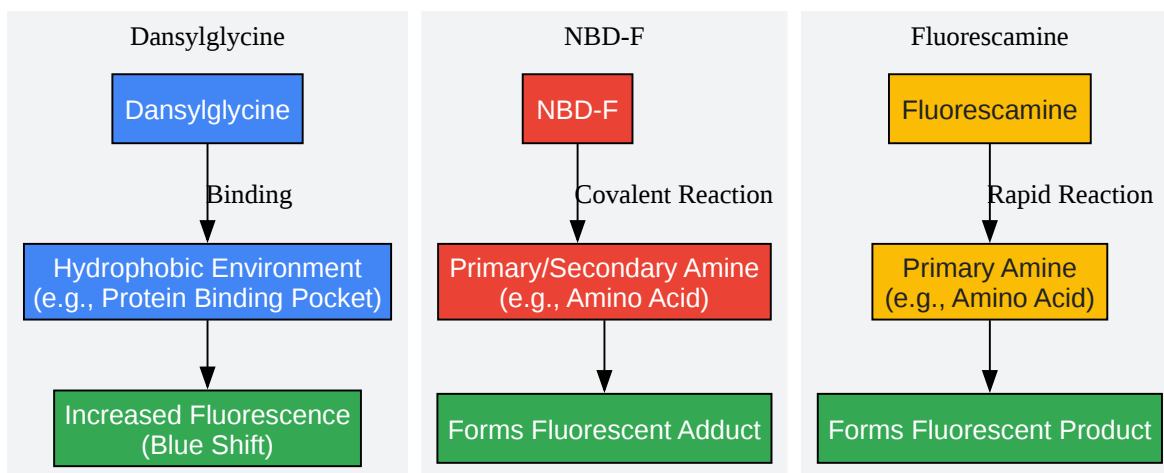 Dansylglycine
Dansylglycine
Binding
Hydrophobic Environment
(e.g., Protein Binding Pocket)
Increased Fluorescence
(Blue Shift)
NBD-F
NBD-F
Covalent Reaction
Primary/Secondary Amine
(e.g., Amino Acid)
Forms Fluorescent Adduct
Fluorescamine
Fluorescamine
Rapid Reaction
Primary Amine
(e.g., Amino Acid)
Forms Fluorescent Product